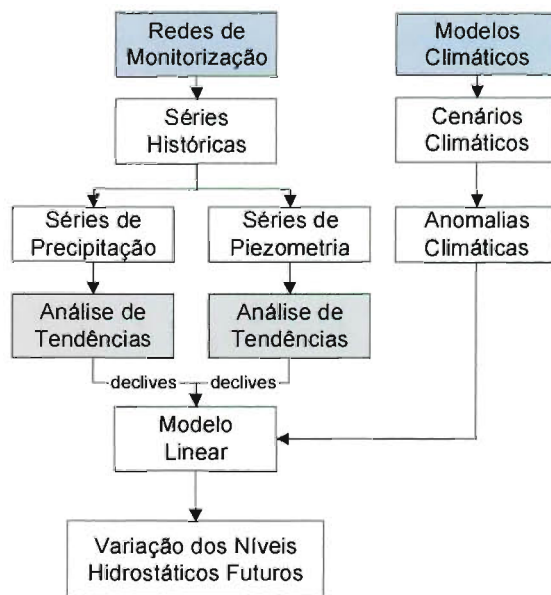 Redes de
Monitorização
Modelos
Climáticos
Séries
Históricas
Cenários
Climáticos
Séries de
Precipitação
Séries de
Piezometria
Anomalias
Climáticas
Análise de
Tendências
Análise de
Tendências
declives
declives
Modelo
Linear
Variação dos Níveis
Hidrostáticos Futuros